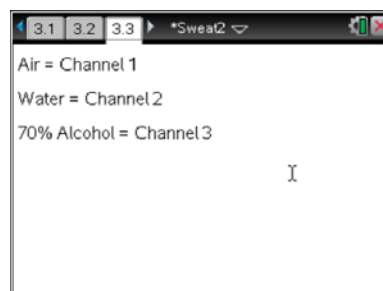 3.1 3.2 3.3 *Sweat2
Air = Channel 1
Water = Channel 2
70% Alcohol = Channel 3